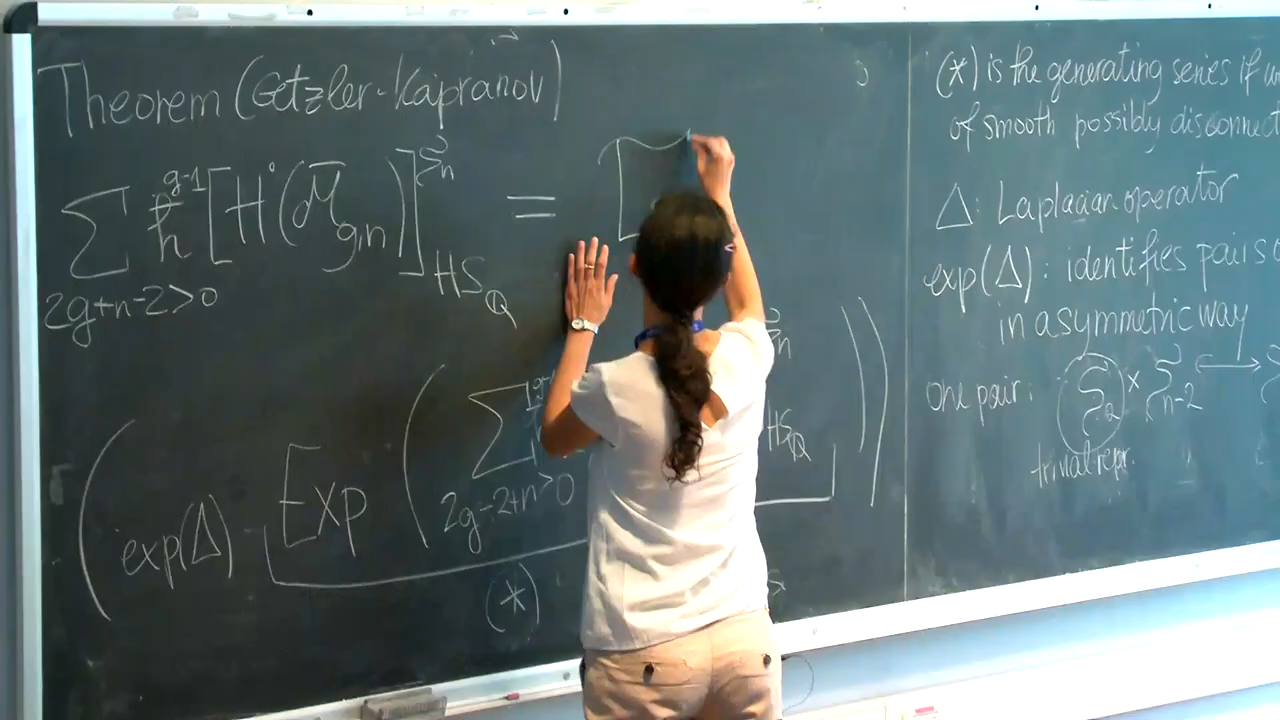 Theorem (Getzler-Kapranov)
∑ ħ^{g-1} [H^•(M̄_{g,n})]^{S_n}_{HS_Q} =
2g+n-2>0
(exp(Δ) Exp(∑
2g-2+n>0
HS_Q))
(*)
(*) is the generating series if
of smooth possibly disconnect
Δ: Laplacian operator
exp(Δ): identifies pairs
in a symmetric way
one pair: S_2 × S_{n-2} ⟷
trivial repr.